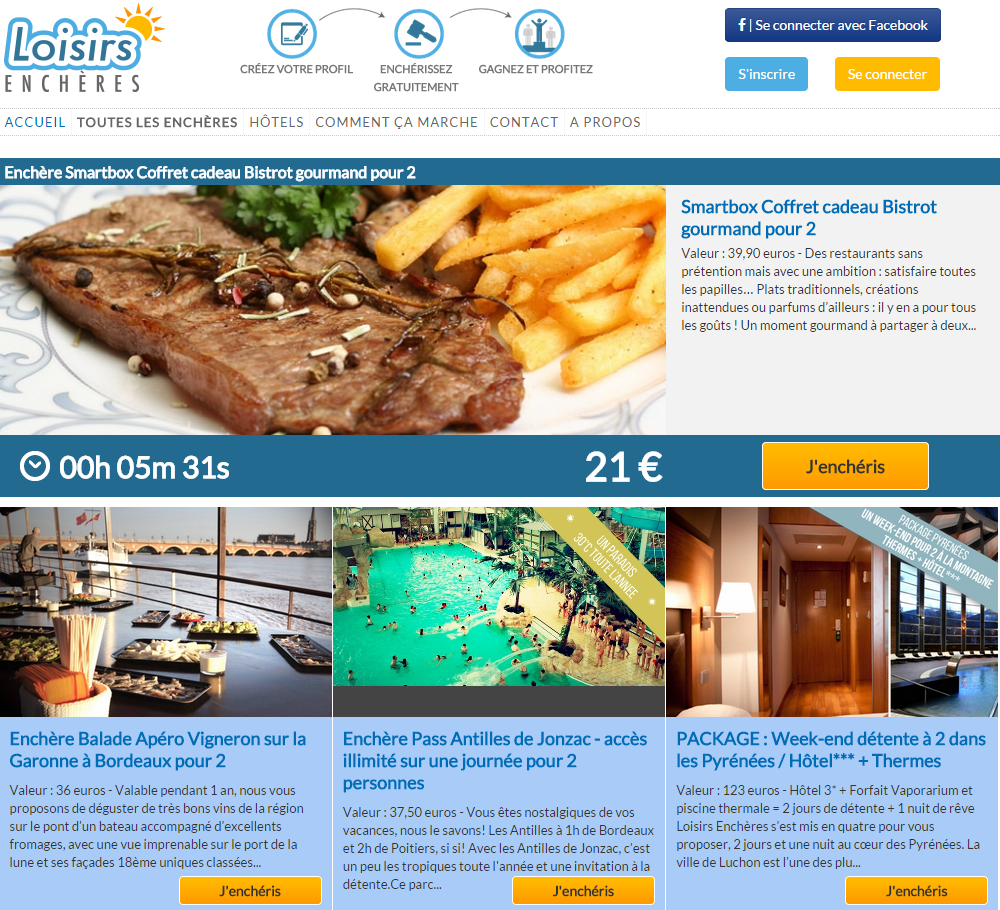 Loisirs
ENCHÈRES
CRÉEZ VOTRE PROFIL
ENCHÉRISSEZ
GRATUITEMENT
GAGNEZ ET PROFITEZ
f | Se connecter avec Facebook
S'inscrire
Se connecter
ACCUEIL
TOUTES LES ENCHÈRES
HÔTELS
COMMENT ÇA MARCHE
CONTACT
A PROPOS
Enchère Smartbox Coffret cadeau Bistrot gourmand pour 2
Smartbox Coffret cadeau Bistrot
gourmand pour 2
Valeur : 39,90 euros - Des restaurants sans
prétention mais avec une ambition : satisfaire toutes
les papilles… Plats traditionnels, créations
inattendues ou parfums d’ailleurs : il y en a pour tous
les goûts ! Un moment gourmand à partager à deux...
00h 05m 31s
21 €
J'enchéris
UN PARADIS
30°C TOUTE L'ANNÉE
PACKAGE PYRENÉES
UN WEEK-END POUR 2 À LA MONTAGNE
THERMES + HÔTEL***
Enchère Balade Apéro Vigneron sur la
Garonne à Bordeaux pour 2
Valeur : 36 euros - Valable pendant 1 an, nous vous
proposons de déguster de très bons vins de la région
sur le pont d’un bateau accompagné d’excellents
fromages, avec une vue imprenable sur le port de la
lune et ses façades 18ème uniques classées...
J'enchéris
Enchère Pass Antilles de Jonzac - accès
illimité sur une journée pour 2
personnes
Valeur : 37,50 euros - Vous êtes nostalgiques de vos
vacances, nous le savons! Les Antilles à 1h de Bordeaux
et 2h de Poitiers, si si! Avec les Antilles de Jonzac, c'est
un peu les tropiques toute l'année et une invitation à la
détente.Ce parc...
J'enchéris
PACKAGE : Week-end détente à 2 dans
les Pyrénées / Hôtel*** + Thermes
Valeur : 123 euros - Hôtel 3* + Forfait Vaporarium et
piscine thermale = 2 jours de détente + 1 nuit de rêve
Loisirs Enchères s’est mis en quatre pour vous
proposer, 2 jours et une nuit au cœur des Pyrénées. La
ville de Luchon est l’une des plu...
J'enchéris